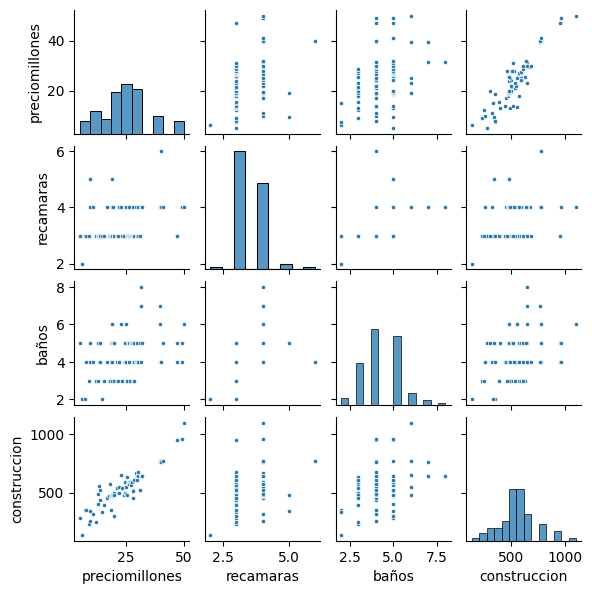 preciomillones
40
20
recamaras
6
4
2
baños
8
6
4
2
construccion
1000
500
25
50
preciomillones
2.5
5.0
recamaras
2.5
5.0
7.5
baños
500
1000
construccion